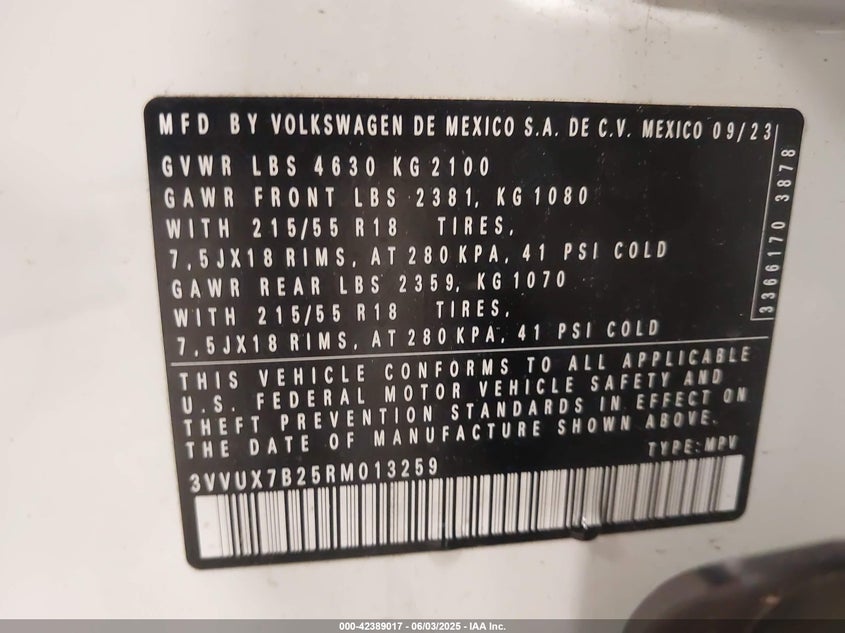 MFD BY VOLKSWAGEN DE MEXICO S.A. DE C.V. MEXICO 09/23
GVWR LBS 4630 KG 2100
GAWR FRONT LBS 2381, KG 1080
WITH 215/55 R18 TIRES,
7,5JX18 RIMS, AT 280 KPA, 41 PSI COLD
GAWR REAR LBS 2359, KG 1070
WITH 215/55 R18 TIRES,
7,5JX18 RIMS, AT 280 KPA, 41 PSI COLD
3366170 3878
THIS VEHICLE CONFORMS TO ALL APPLICABLE
U.S. FEDERAL MOTOR VEHICLE SAFETY AND
THEFT PREVENTION STANDARDS IN EFFECT ON
THE DATE OF MANUFACTURE SHOWN ABOVE.
TYPE: MPV
3VVUX7B25RM013259
000-42389017 - 06/03/2025 - IAA Inc.